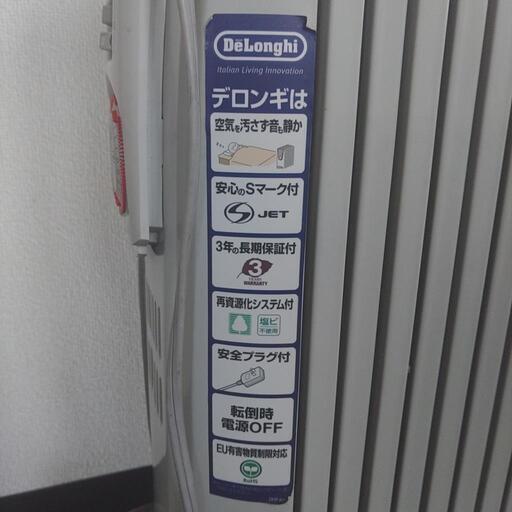 DeLonghi
Italian Living Innovation
デロンギは
空気を汚さず音も静か
安心のSマーク付
S JET
3年の長期保証付
3
YEARS
WARRANTY
再資源化システム付
塩ビ
不使用
安全プラグ付
転倒時
電源OFF
EU有害物質制限対応
RoHS